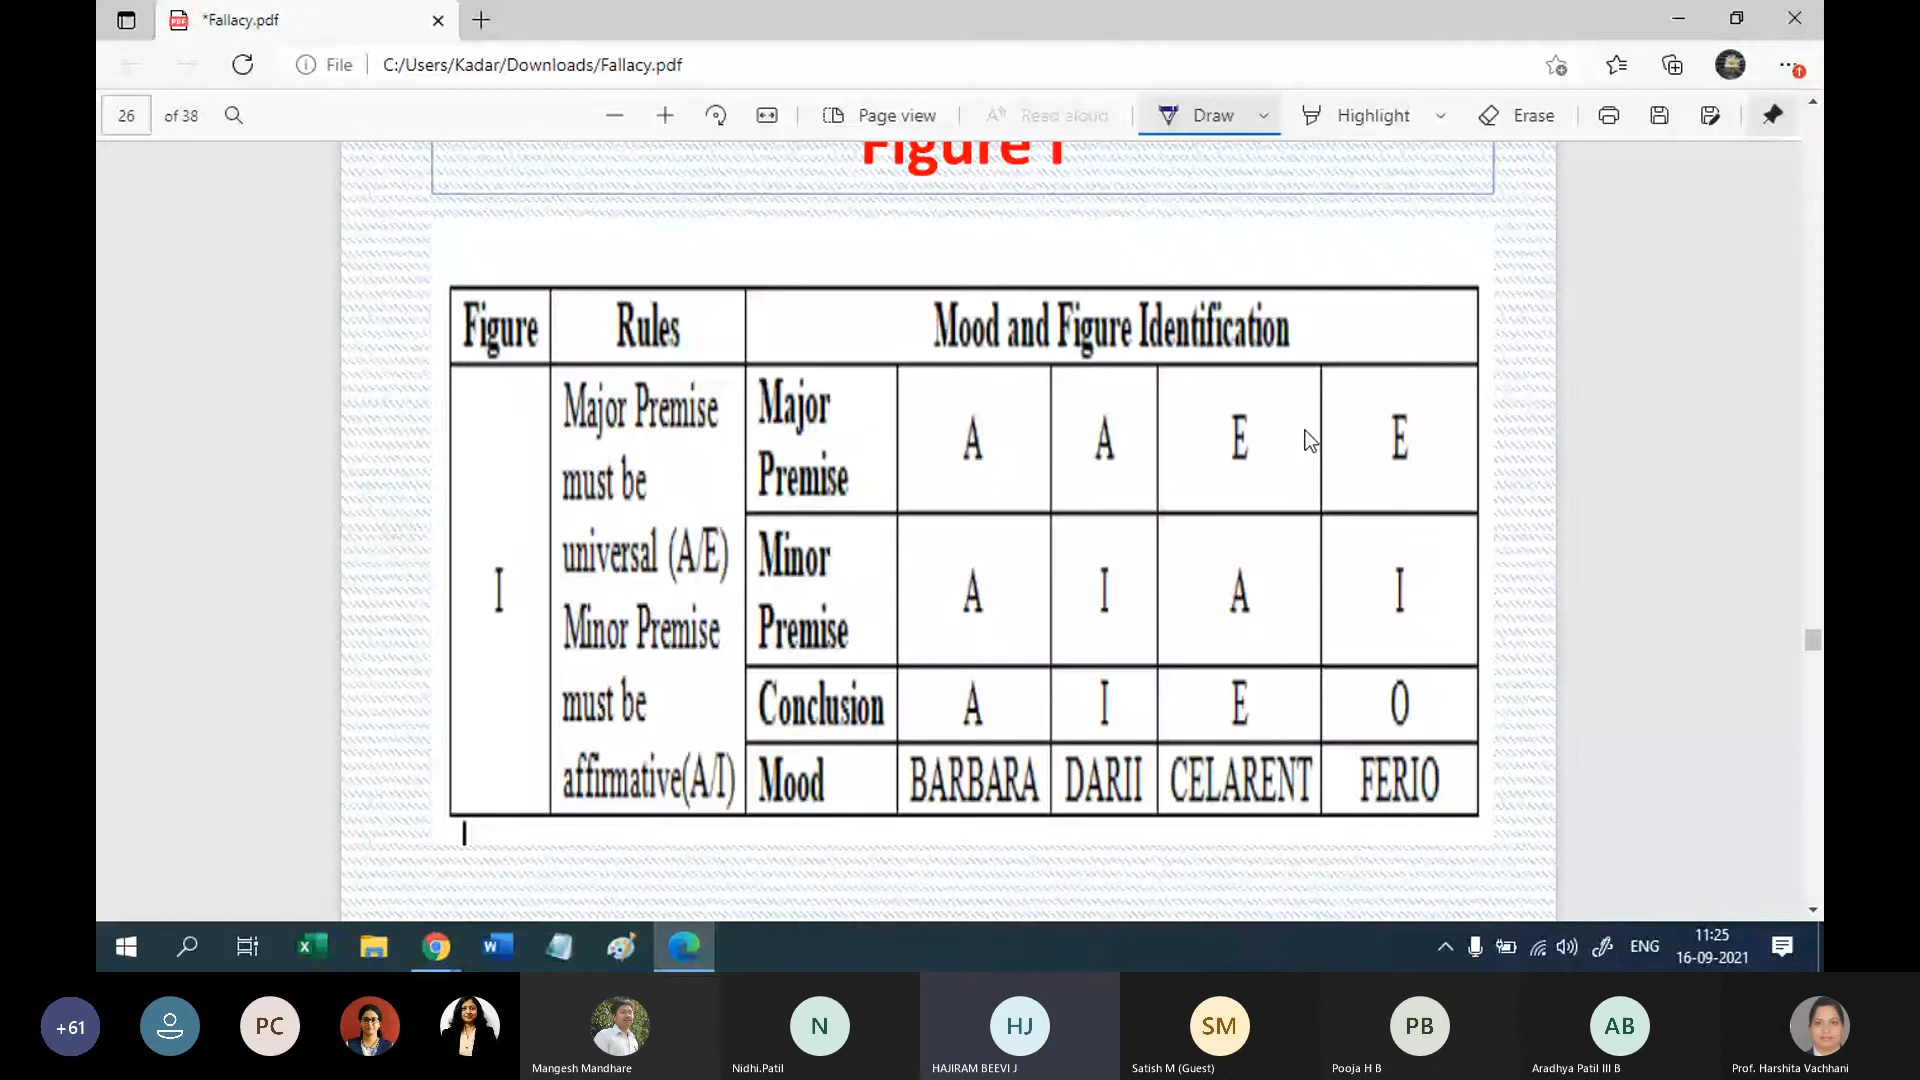 *Fallacy.pdf
File
C:/Users/Kadar/Downloads/Fallacy.pdf
26 of 38
Page view
Read aloud
Draw
Highlight
Erase
Figure I
Figure
Rules
Mood and Figure Identification
I
Major Premise
must be
universal (A/E)
Minor Premise
must be
affirmative(A/I)
Major
Premise
A A E E
Minor
Premise
A I A I
Conclusion A I E O
Mood BARBARA DARII CELARENT FERIO
ENG
11:25
16-09-2021
+61
PC
N
HJ
SM
PB
AB
Mangesh Mandhare
Nidhi.Patil
HAJIRAM BEEVI J
Satish M (Guest)
Pooja H B
Aradhya Patil III B
Prof. Harshita Vachhani